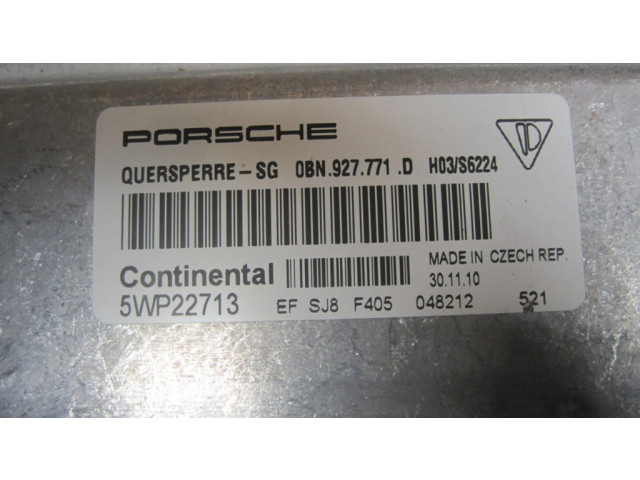 PORSCHE
QUERSPERRE-SG 0BN.927.771 .D H03/S6224
Continental MADE IN CZECH REP.
30.11.10
5WP22713 EF SJ8 F405 048212 521